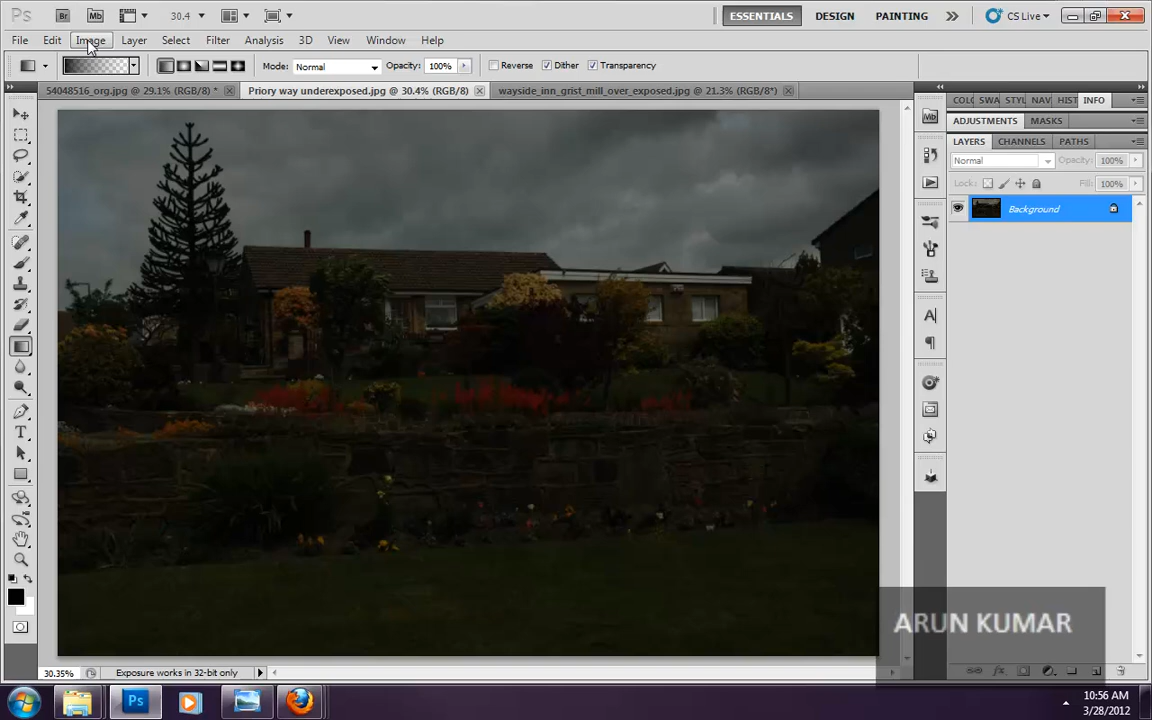 Ps Br Mb 30.4 ESSENTIALS DESIGN PAINTING CS Live
File Edit Image Layer Select Filter Analysis 3D View Window Help
Mode: Normal Opacity: 100% Reverse Dither Transparency
54048516_org.jpg @ 29.1% (RGB/8) * Priory way underexposed.jpg @ 30.4% (RGB/8) wayside_inn_grist_mill_over_exposed.jpg @ 21.3% (RGB/8*)
COL SWA STYL NAV HIST INFO
ADJUSTMENTS MASKS
LAYERS CHANNELS PATHS
Normal Opacity: 100%
Lock: Fill: 100%
Background
ARUN KUMAR
30.35% Exposure works in 32-bit only
10:56 AM
3/28/2012